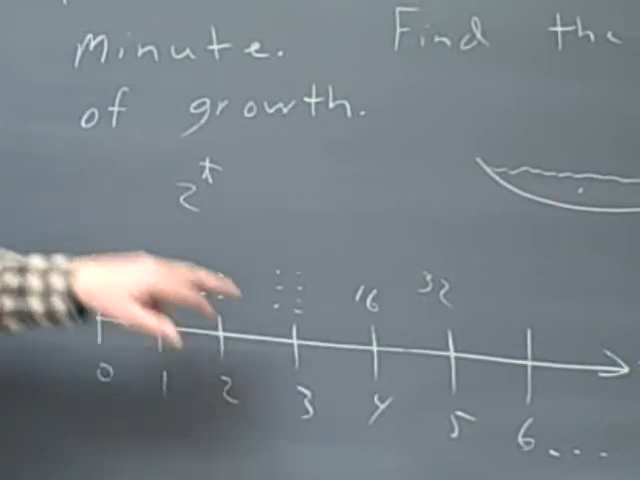 Minute. Find the
of growth.
2^t
16 32
0 1 2 3 4 5 6...